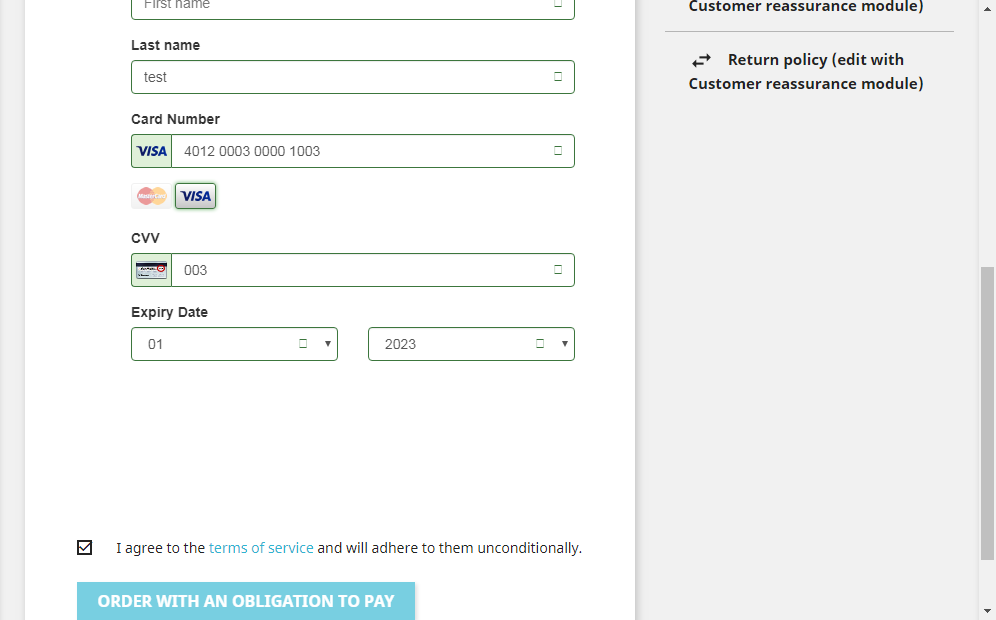 First name
Customer reassurance module)
Last name
test
Return policy (edit with
Customer reassurance module)
Card Number
VISA
4012 0003 0000 1003
VISA
CVV
003
Expiry Date
01
2023
I agree to the terms of service and will adhere to them unconditionally.
ORDER WITH AN OBLIGATION TO PAY